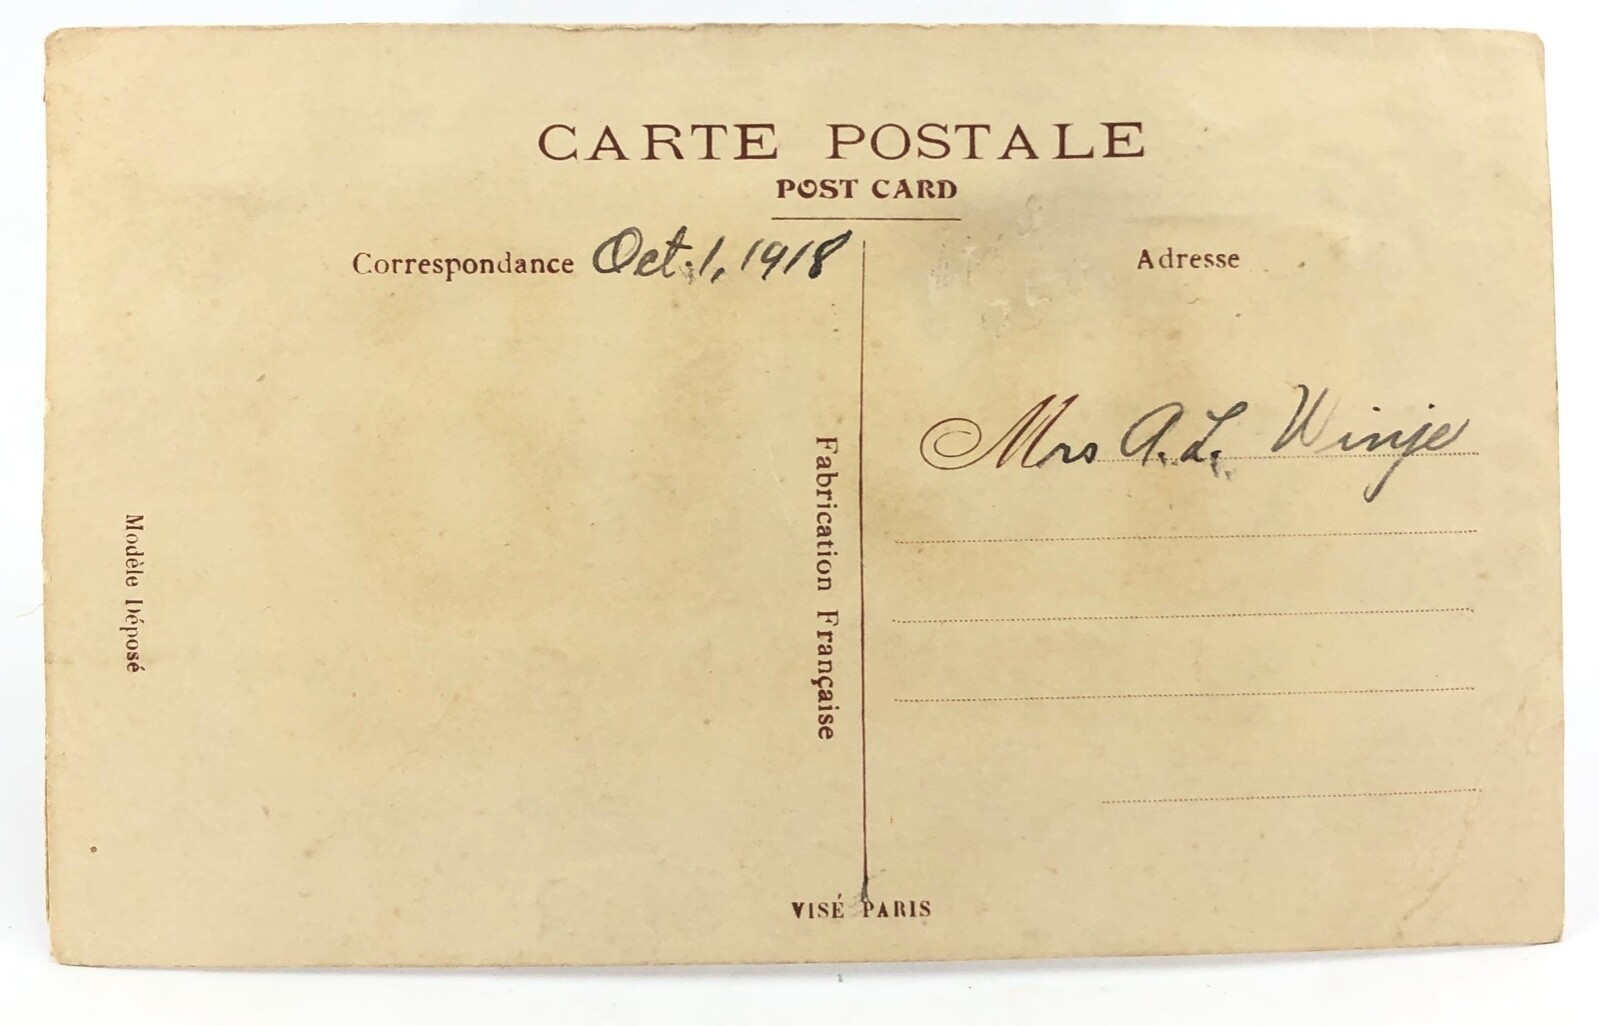 CARTE POSTALE
POST CARD
Correspondance Oct. 1, 1918
Adresse
Mrs A. L. Winje
Fabrication Française
Modèle Déposé
VISÉ PARIS